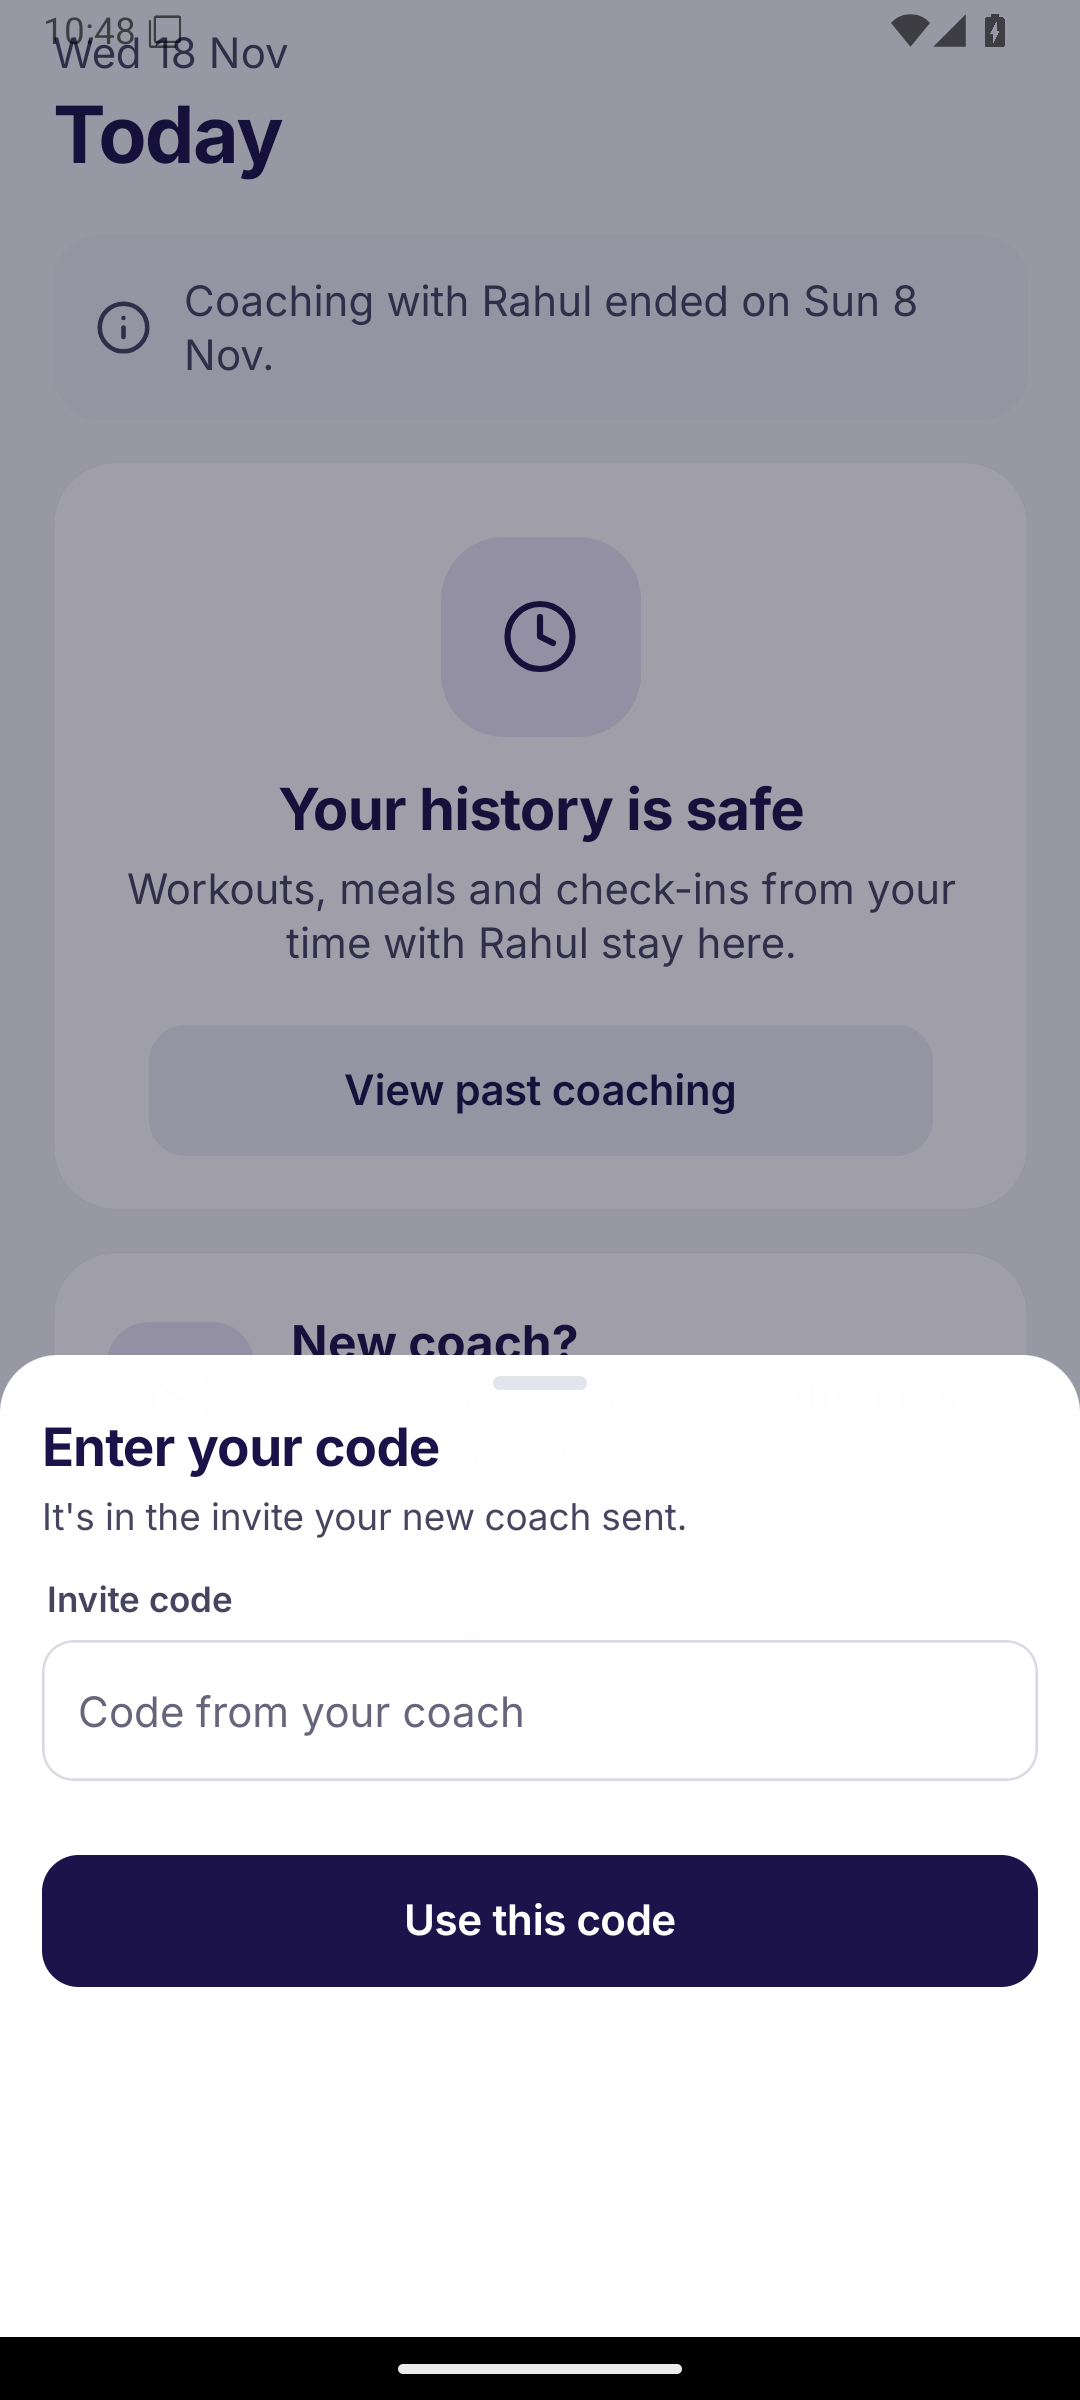 10:48
Wed 18 Nov
Today
Coaching with Rahul ended on Sun 8
Nov.
Your history is safe
Workouts, meals and check-ins from your
time with Rahul stay here.
View past coaching
New coach?
Enter your code
It's in the invite your new coach sent.
Invite code
Code from your coach
Use this code